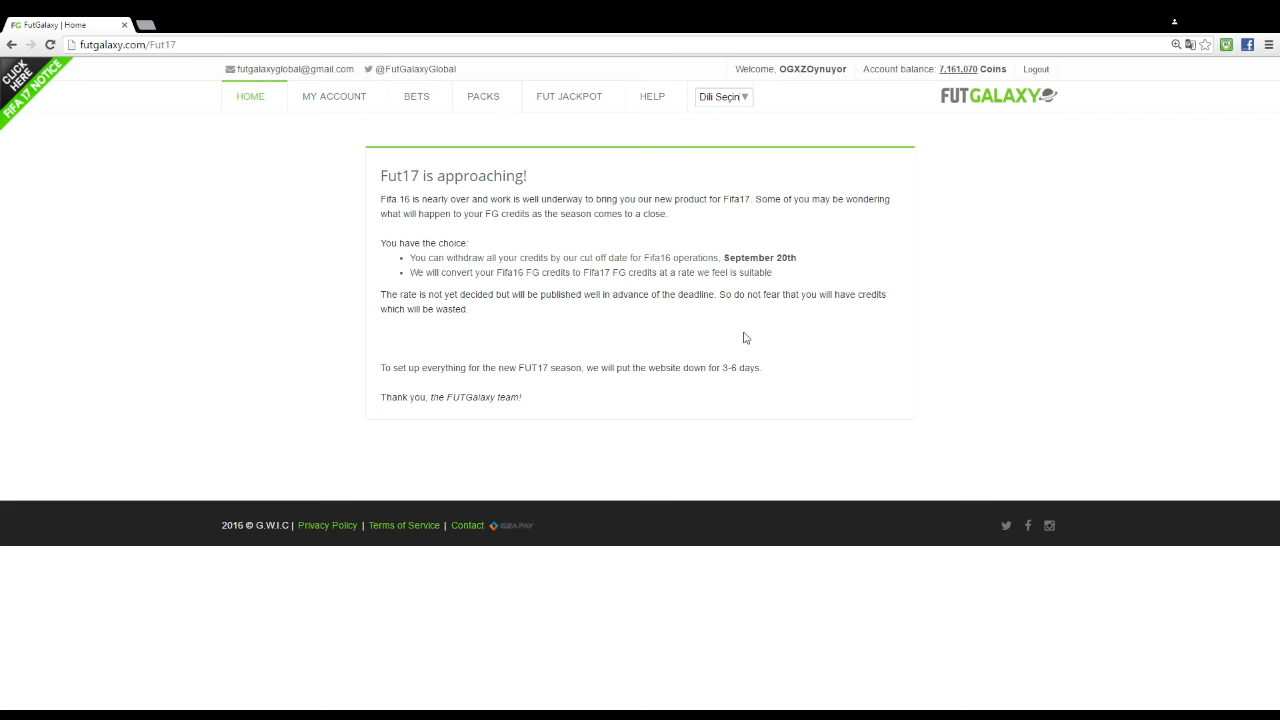 FG FutGalaxy | Home
futgalaxy.com/Fut17
CLICK
HERE
FIFA 17 NOTICE
futgalaxyglobal@gmail.com @FutGalaxyGlobal
Welcome, OGXZOynuyor Account balance: 7,161,070 Coins Logout
HOME MY ACCOUNT BETS PACKS FUT JACKPOT HELP Dili Seçin FUTGALAXY
Fut17 is approaching!
Fifa 16 is nearly over and work is well underway to bring you our new product for Fifa17. Some of you may be wondering
what will happen to your FG credits as the season comes to a close.
You have the choice:
• You can withdraw all your credits by our cut off date for Fifa16 operations, September 20th
• We will convert your Fifa16 FG credits to Fifa17 FG credits at a rate we feel is suitable
The rate is not yet decided but will be published well in advance of the deadline. So do not fear that you will have credits
which will be wasted.
To set up everything for the new FUT17 season, we will put the website down for 3-6 days.
Thank you, the FUTGalaxy team!
2016 © G.W.I.C | Privacy Policy | Terms of Service | Contact G2A PAY